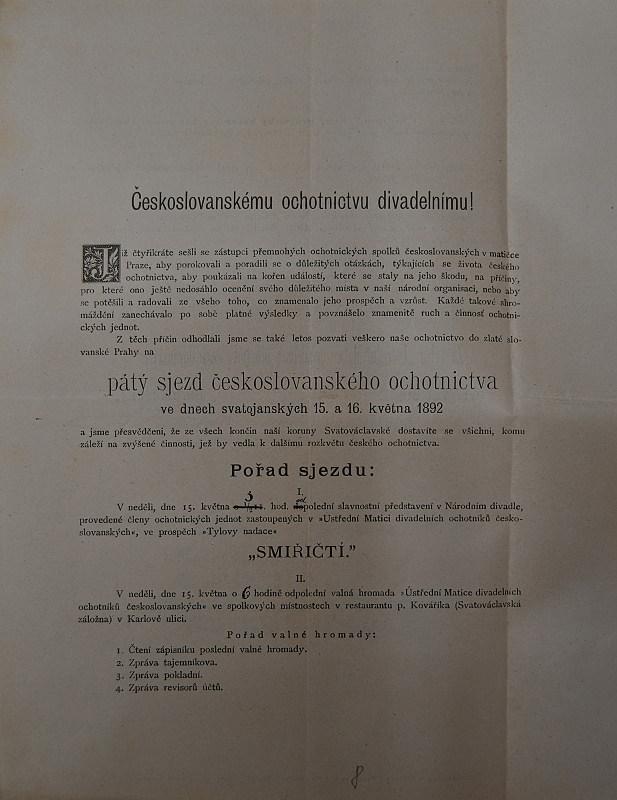 Českoslovanskému ochotnictvu divadelnímu!
Již čtyřikráte sešli se zástupci přemnohých ochotnických spolků českoslovanských v matičce
Praze, aby porokovali a poradili se o důležitých otázkách, týkajících se života českého
ochotnictva, aby poukázali na kořen událostí, které se staly na jeho škodu, na příčiny,
pro které ono ještě nedosáhlo ocenění svého důležitého místa v naší národní organisaci, nebo aby
se potěšili a radovali ze všeho toho, co znamenalo jeho prospěch a vzrůst. Každé takové shro-
máždění zanechávalo po sobě platné výsledky a povznášelo znamenitě ruch a činnosť ochotni-
ckých jednot.
Z těch příčin odhodlali jsme se také letos pozvati veškero naše ochotnictvo do zlaté slo-
vanské Prahy na
pátý sjezd českoslovanského ochotnictva
ve dnech svatojanských 15. a 16. května 1892
a jsme přesvědčeni, že ze všech končin naší koruny Svatováclavské dostavíte se všichni, komu
záleží na zvýšené činnosti, jež by vedla k dalšímu rozkvětu českého ochotnictva.
Pořad sjezdu:
I.
V neděli, dne 15. května 3 hod. odpolední slavnostní představení v Národním divadle,
provedené členy ochotnických jednot zastoupených v »Ústřední Matici divadelních ochotníků česko-
slovanských«, ve prospěch »Tylovy nadace«
„SMIŘIČTÍ.”
II.
V neděli, dne 15. května o 6 hodině odpolední valná hromada »Ústřední Matice divadelních
ochotníků českoslovanských« ve spolkových místnostech v restaurantu p. Kovaříka (Svatováclavská
záložna) v Karlově ulici.
Pořad valné hromady:
1. Čtení zápisníku poslední valné hromady.
2. Zpráva tajemníkova.
3. Zpráva pokladní.
4. Zpráva revisorů účtů.
8